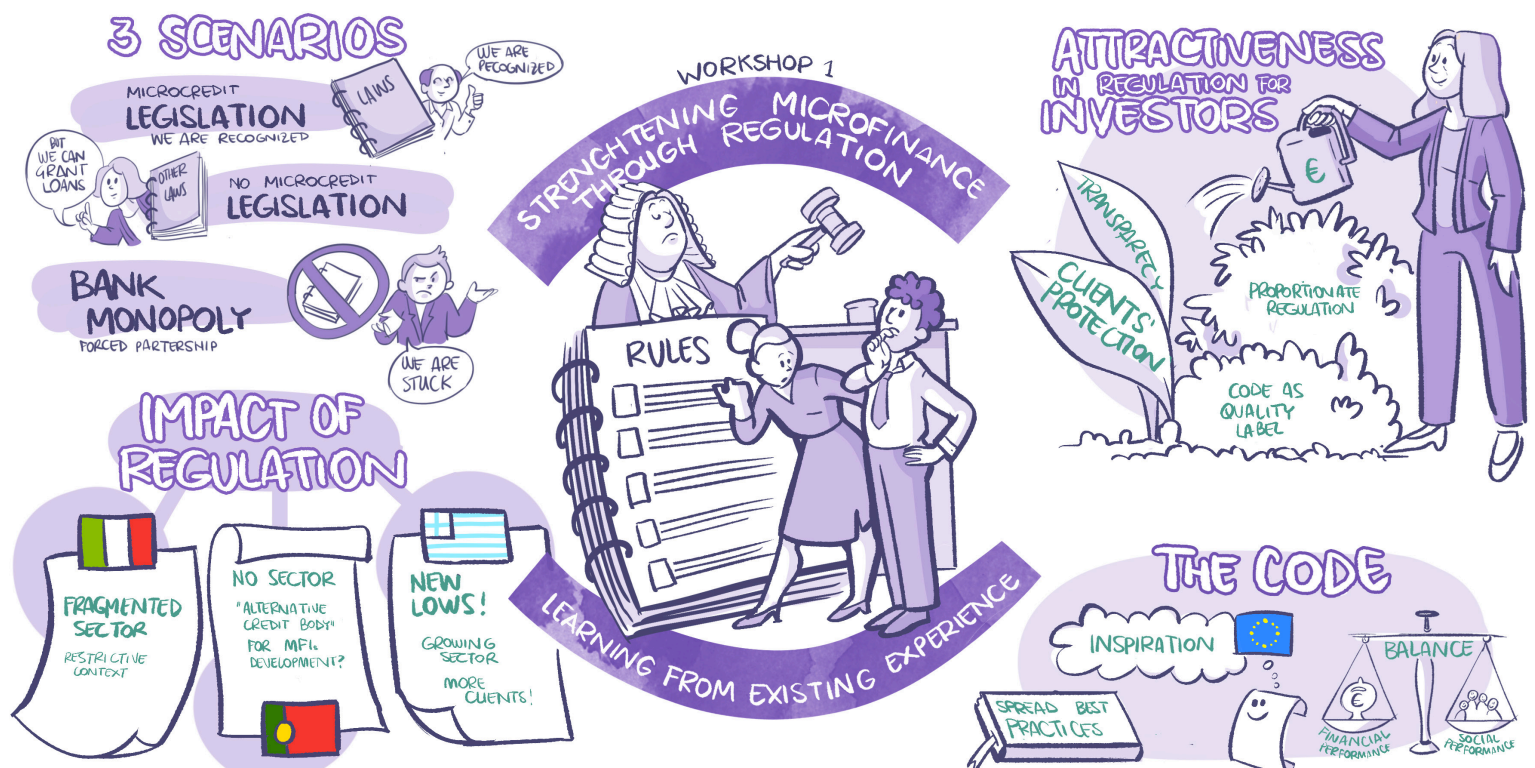 3 SCENARIOS
MICROCREDIT
LEGISLATION
WE ARE RECOGNIZED
LAWS
WE ARE
RECOGNIZED
BUT
WE CAN
GRANT
LOANS
OTHER
LAWS
NO MICROCREDIT
LEGISLATION
BANK
MONOPOLY
FORCED PARTERSHIP
WE ARE
STUCK
IMPACT OF
REGULATION
FRAGMENTED
SECTOR
RESTRICTIVE
CONTEXT
NO SECTOR
"ALTERNATIVE
CREDIT BODY"
FOR MFIs
DEVELOPMENT?
NEW
LOWS!
GROWING
SECTOR
MORE
CLIENTS!
WORKSHOP 1
STRENGHTENING MICROFINANCE
THROUGH REGULATION
RULES
LEARNING FROM EXISTING EXPERIENCE
ATTRACTIVENESS
IN REGULATION FOR
INVESTORS
€
TRANSPARECY
CLIENTS'
PROTECTION
PROPORTIONATE
REGULATION
CODE AS
QUALITY
LABEL
THE CODE
INSPIRATION
SPREAD BEST
PRACTICES
BALANCE
€
FINANCIAL
PERFORMANCE
SOCIAL
PERFORMANCE